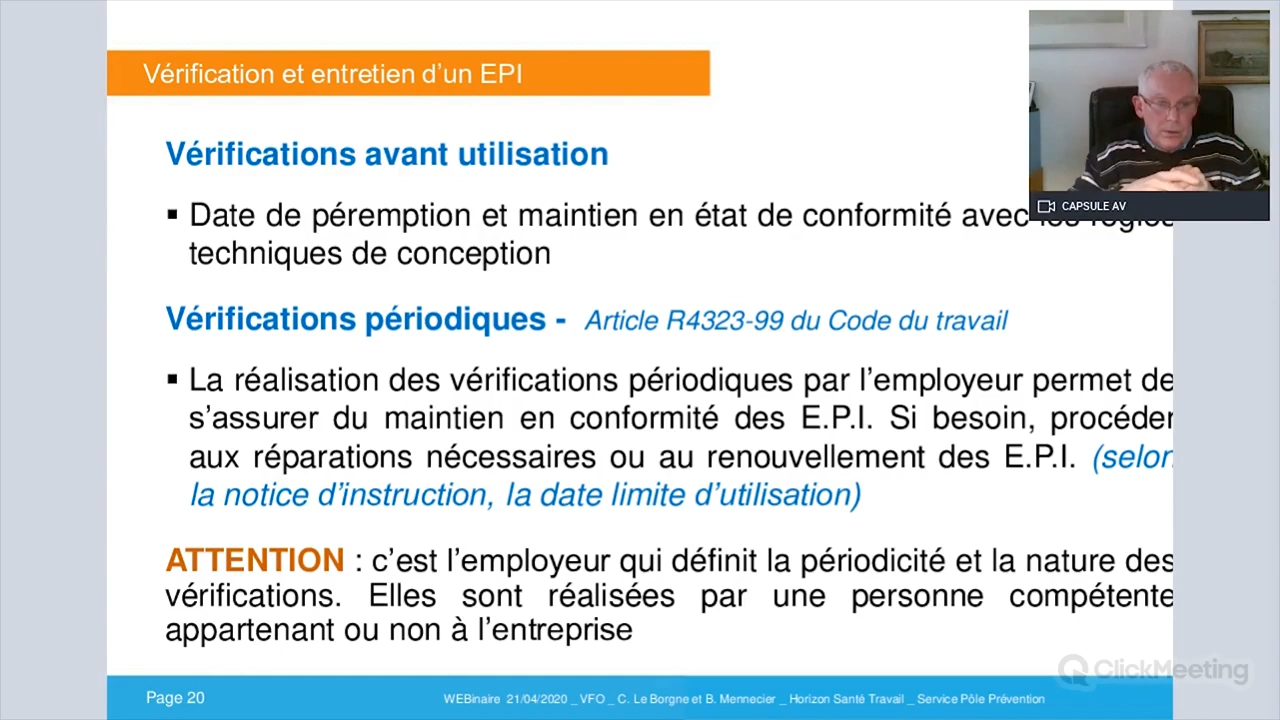 Vérification et entretien d’un EPI
Vérifications avant utilisation
▪ Date de péremption et maintien en état de conformité avec les règles
techniques de conception
Vérifications périodiques - Article R4323-99 du Code du travail
▪ La réalisation des vérifications périodiques par l’employeur permet de
s’assurer du maintien en conformité des E.P.I. Si besoin, procéder
aux réparations nécessaires ou au renouvellement des E.P.I. (selon
la notice d’instruction, la date limite d’utilisation)
ATTENTION : c’est l’employeur qui définit la périodicité et la nature des
vérifications. Elles sont réalisées par une personne compétente
appartenant ou non à l’entreprise
Page 20
WEBinaire 21/04/2020 _ VFO _ C. Le Borgne et B. Mennecier _ Horizon Santé Travail _ Service Pôle Prévention
CAPSULE AV
ClickMeeting